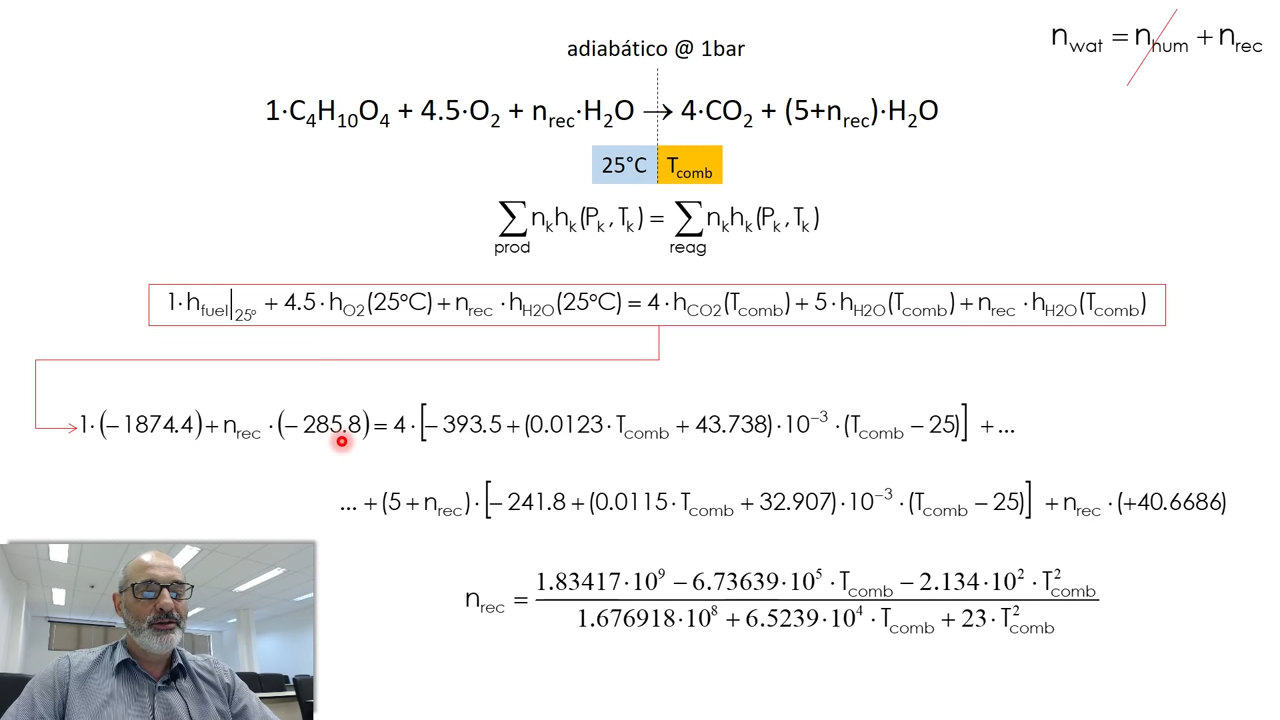 adiabático @ 1bar
n_wat = n_hum + n_rec
1·C₄H₁₀O₄ + 4.5·O₂ + n_rec·H₂O → 4·CO₂ + (5+n_rec)·H₂O
25°C T_comb
∑_prod n_k h_k (P_k , T_k) = ∑_reag n_k h_k (P_k , T_k)
1·h_fuel|_25° + 4.5·h_O2(25°C) + n_rec·h_H2O(25°C) = 4·h_CO2(T_comb) + 5·h_H2O(T_comb) + n_rec·h_H2O(T_comb)
1·(−1874.4) + n_rec·(−285.8) = 4·[−393.5 + (0.0123·T_comb + 43.738)·10⁻³·(T_comb − 25)] + ...
... + (5 + n_rec)·[−241.8 + (0.0115·T_comb + 32.907)·10⁻³·(T_comb − 25)] + n_rec·(+40.6686)
1.83417·10⁹ − 6.73639·10⁵·T_comb − 2.134·10²·T²_comb
n_rec =
1.676918·10⁸ + 6.5239·10⁴·T_comb + 23·T²_comb